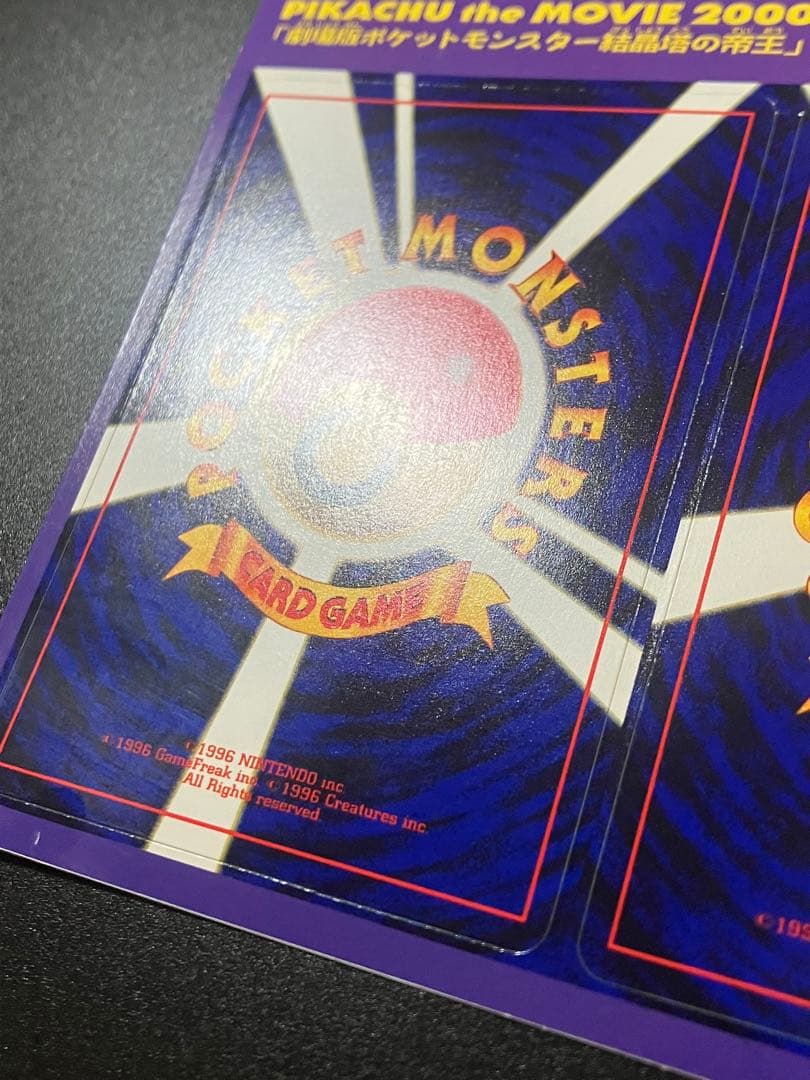 PIKACHU the MOVIE 2000
「劇場版ポケットモンスター結晶塔の帝王」
POCKET MONSTERS
CARD GAME
©1996 NINTENDO inc
©1996 GameFreak inc ©1996 Creatures inc.
All Rights reserved.
©199